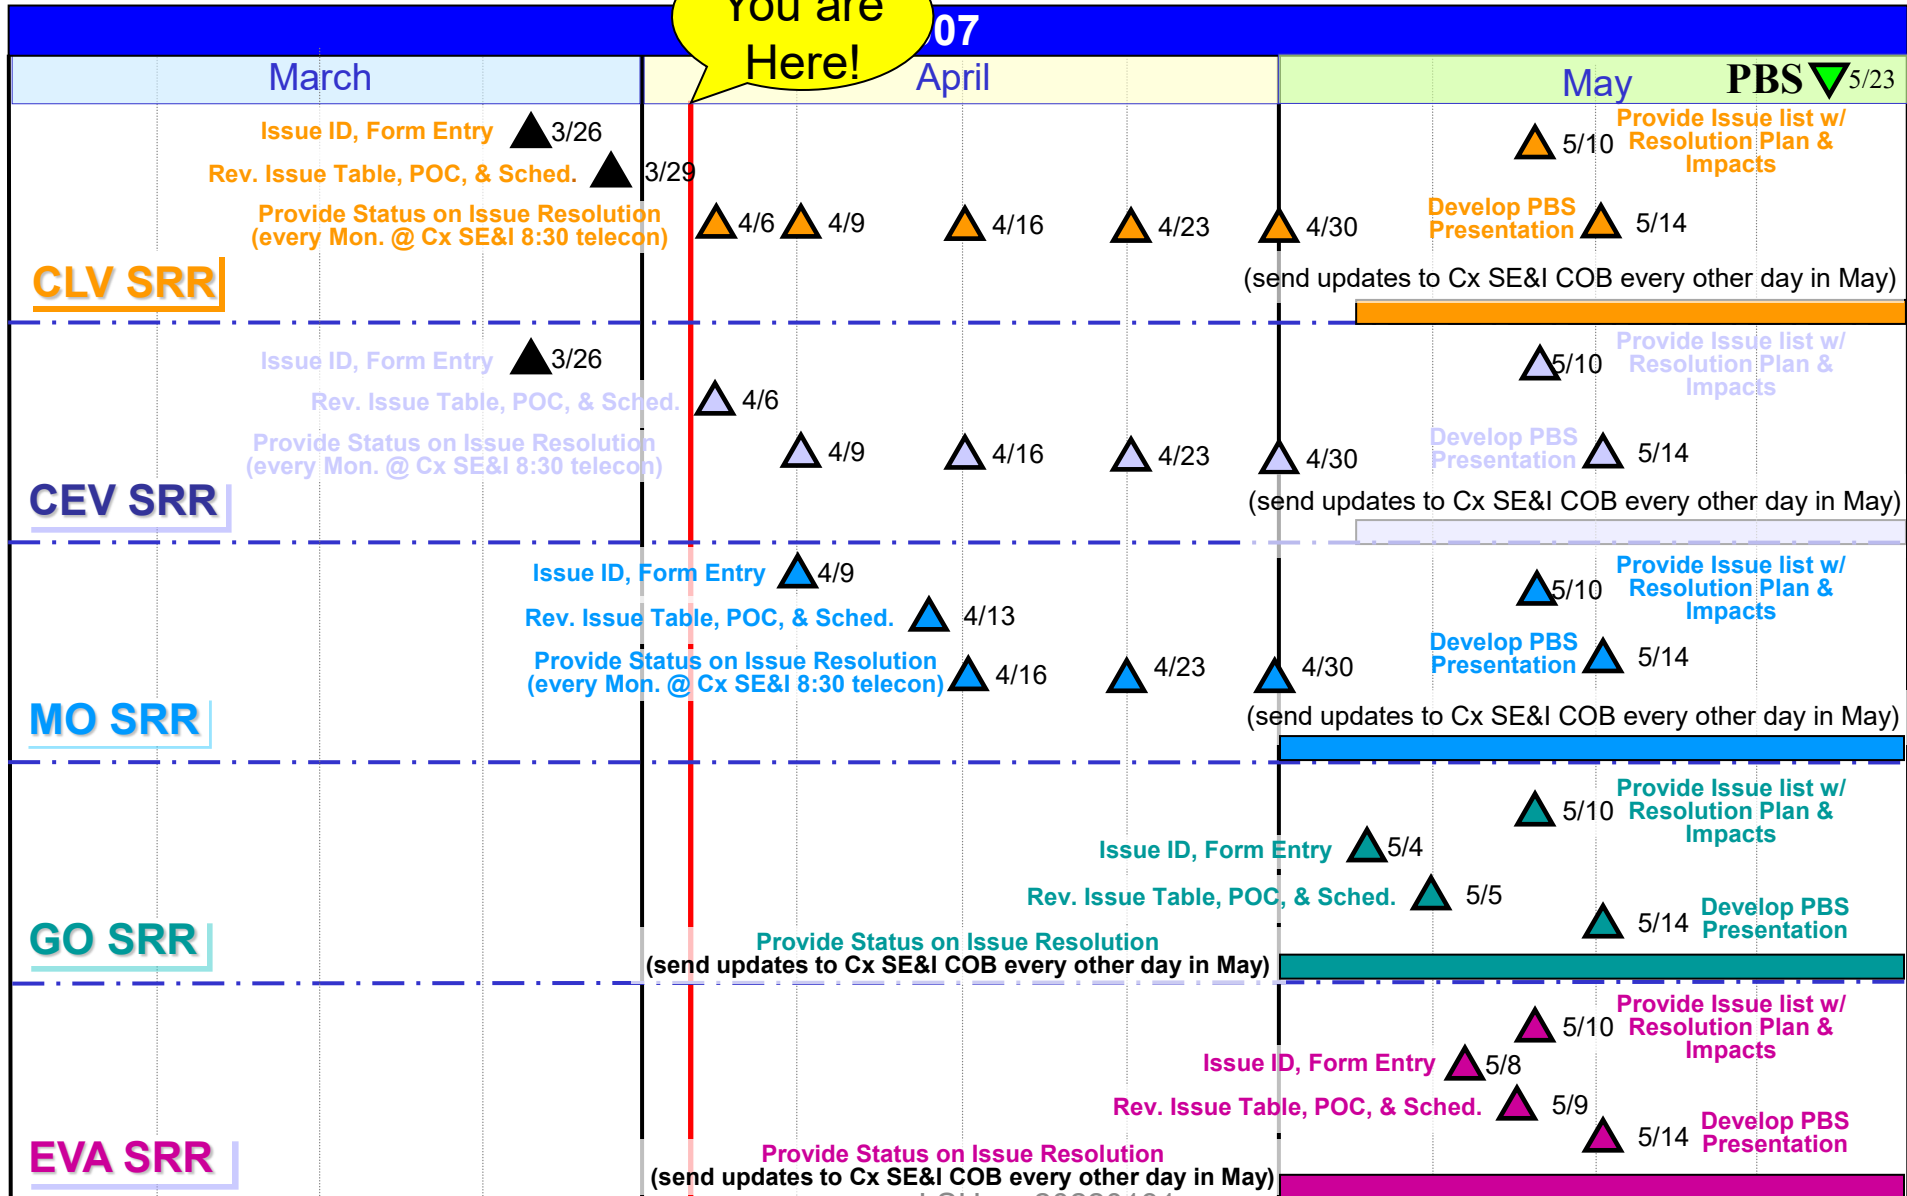 You are
Here!
07
March
April
May
PBS
5/23
Issue ID, Form Entry
3/26
Rev. Issue Table, POC, & Sched.
3/29
Provide Status on Issue Resolution
(every Mon. @ Cx SE&I 8:30 telecon)
4/6
4/9
4/16
4/23
4/30
5/10
Provide Issue list w/
Resolution Plan &
Impacts
Develop PBS
Presentation
5/14
(send updates to Cx SE&I COB every other day in May)
CLV SRR
Issue ID, Form Entry
3/26
Rev. Issue Table, POC, & Sched.
4/6
Provide Status on Issue Resolution
(every Mon. @ Cx SE&I 8:30 telecon)
4/9
4/16
4/23
4/30
5/10
Provide Issue list w/
Resolution Plan &
Impacts
Develop PBS
Presentation
5/14
(send updates to Cx SE&I COB every other day in May)
CEV SRR
Issue ID, Form Entry
4/9
Rev. Issue Table, POC, & Sched.
4/13
Provide Status on Issue Resolution
(every Mon. @ Cx SE&I 8:30 telecon)
4/16
4/23
4/30
5/10
Provide Issue list w/
Resolution Plan &
Impacts
Develop PBS
Presentation
5/14
(send updates to Cx SE&I COB every other day in May)
MO SRR
5/10
Provide Issue list w/
Resolution Plan &
Impacts
Issue ID, Form Entry
5/4
Rev. Issue Table, POC, & Sched.
5/5
5/14
Develop PBS
Presentation
Provide Status on Issue Resolution
(send updates to Cx SE&I COB every other day in May)
GO SRR
5/10
Provide Issue list w/
Resolution Plan &
Impacts
Issue ID, Form Entry
5/8
Rev. Issue Table, POC, & Sched.
5/9
5/14
Develop PBS
Presentation
Provide Status on Issue Resolution
(send updates to Cx SE&I COB every other day in May)
EVA SRR